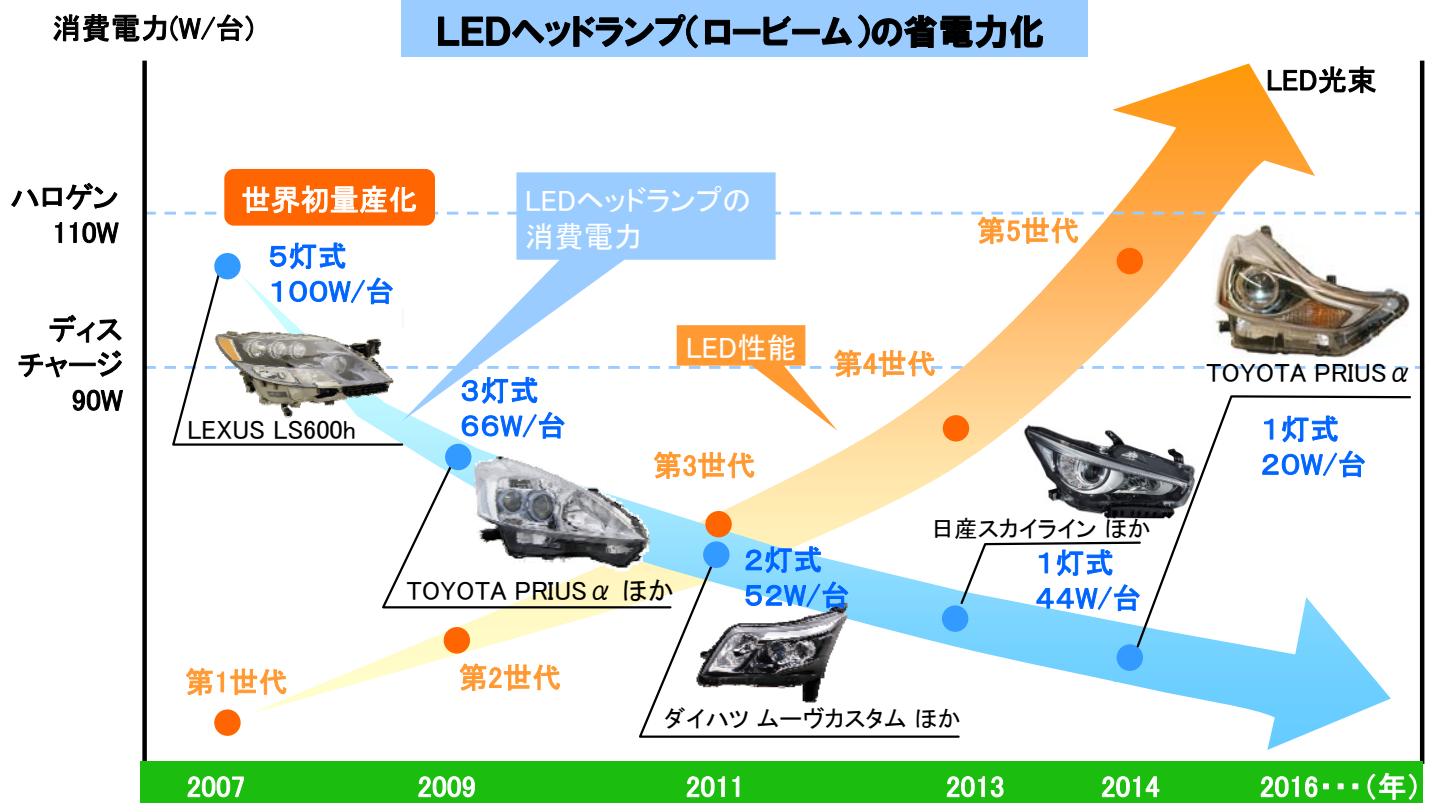 消費電力(W/台)
LEDヘッドランプ(ロービーム)の省電力化
LED光束
ハロゲン
110W
世界初量産化
LEDヘッドランプの
消費電力
第5世代
5灯式
100W/台
ディス
チャージ
90W
LED性能
第4世代
TOYOTA PRIUSα
3灯式
66W/台
LEXUS LS600h
1灯式
20W/台
第3世代
日産スカイライン ほか
2灯式
52W/台
1灯式
44W/台
TOYOTA PRIUSα ほか
第1世代
第2世代
ダイハツ ムーヴカスタム ほか
2007 2009 2011 2013 2014 2016・・・(年)